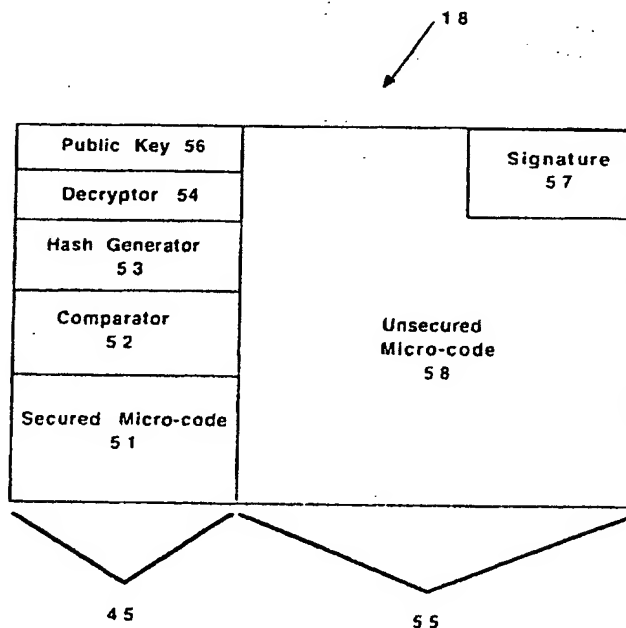 18
Public Key 56
Decryptor 54
Hash Generator
53
Comparator
52
Secured Micro-code
51
Signature
57
Unsecured
Micro-code
58
45
55